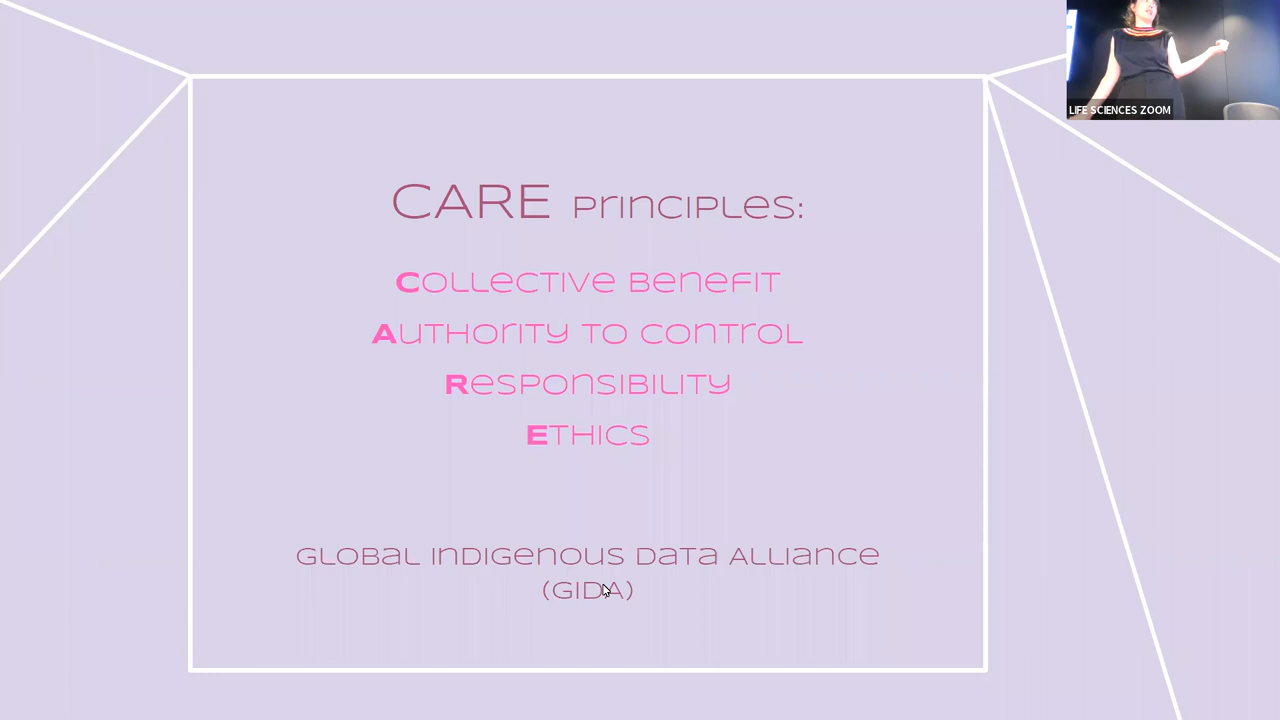 LIFE SCIENCES ZOOM
CARE Principles:
Collective Benefit
Authority to Control
Responsibility
Ethics
Global Indigenous Data Alliance
(GIDA)